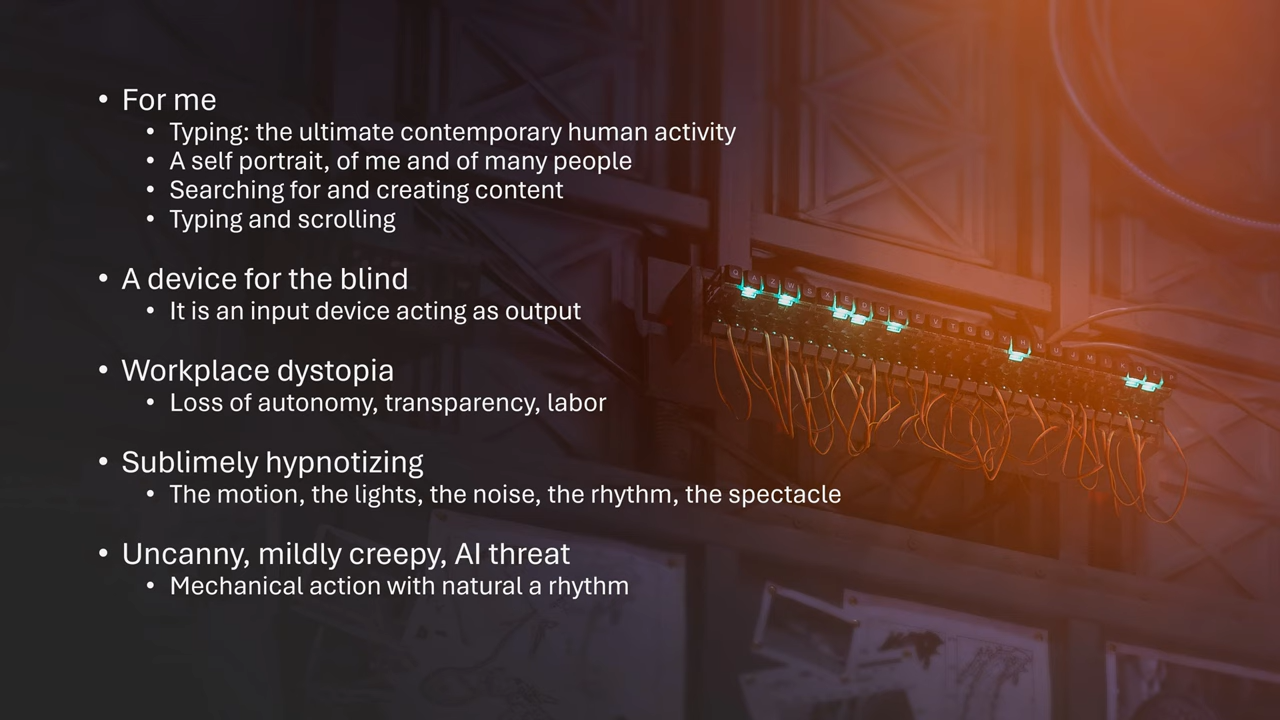 • For me
• Typing: the ultimate contemporary human activity
• A self portrait, of me and of many people
• Searching for and creating content
• Typing and scrolling
• A device for the blind
• It is an input device acting as output
• Workplace dystopia
• Loss of autonomy, transparency, labor
• Sublimely hypnotizing
• The motion, the lights, the noise, the rhythm, the spectacle
• Uncanny, mildly creepy, AI threat
• Mechanical action with natural a rhythm